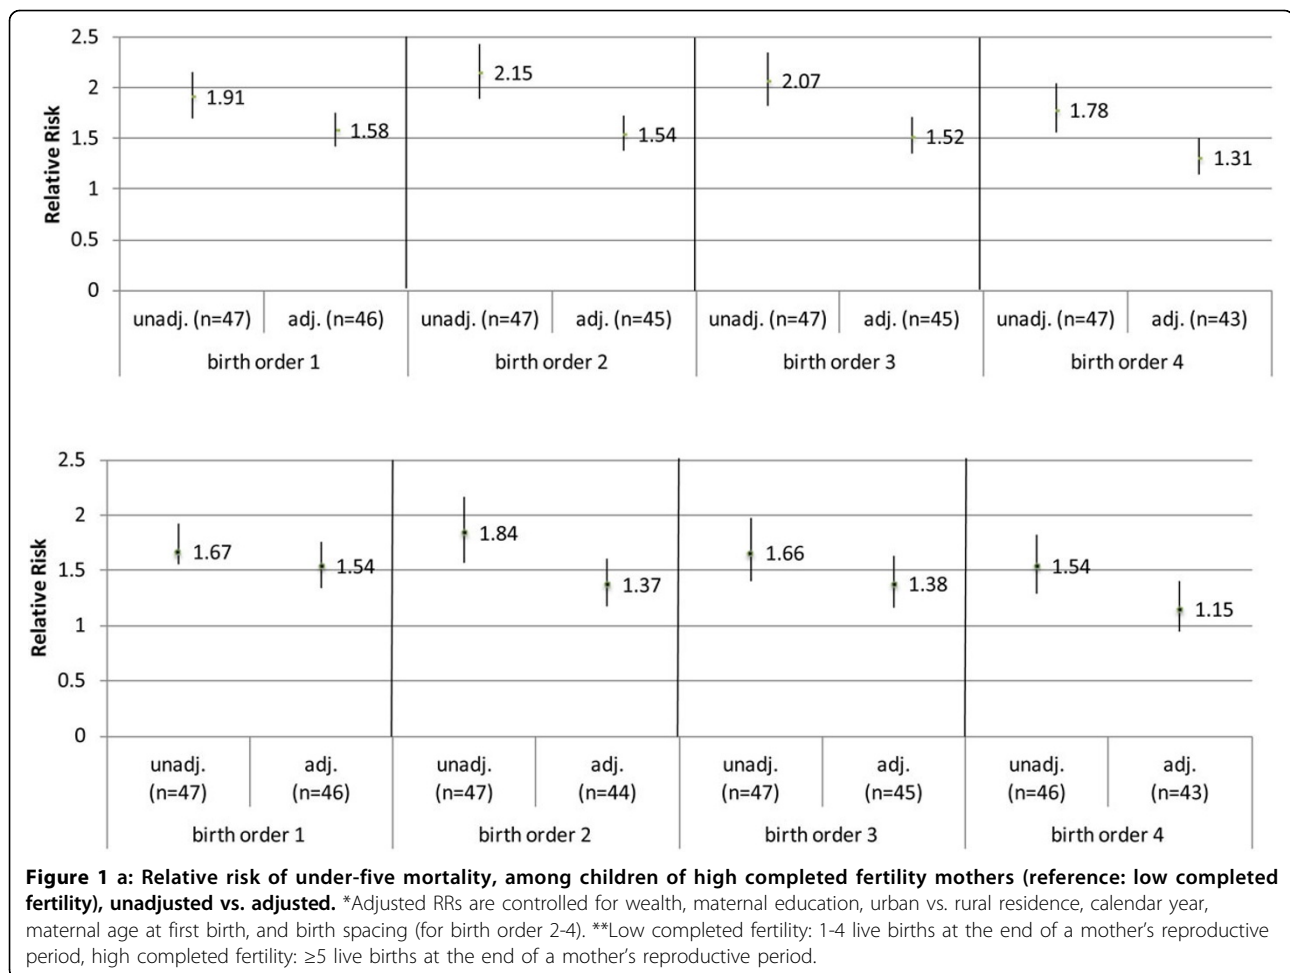 2.5
2
1.5
1
0.5
0
Relative Risk
1.91
1.58
2.15
1.54
2.07
1.52
1.78
1.31
unadj. (n=47) adj. (n=46) unadj. (n=47) adj. (n=45) unadj. (n=47) adj. (n=45) unadj. (n=47) adj. (n=43)
birth order 1 birth order 2 birth order 3 birth order 4
2.5
2
1.5
1
0.5
0
Relative Risk
1.67
1.54
1.84
1.37
1.66
1.38
1.54
1.15
unadj. adj. unadj. adj. unadj. adj. unadj. adj.
(n=47) (n=46) (n=47) (n=44) (n=47) (n=45) (n=46) (n=43)
birth order 1 birth order 2 birth order 3 birth order 4
Figure 1 a: Relative risk of under-five mortality, among children of high completed fertility mothers (reference: low completed
fertility), unadjusted vs. adjusted. *Adjusted RRs are controlled for wealth, maternal education, urban vs. rural residence, calendar year,
maternal age at first birth, and birth spacing (for birth order 2-4). **Low completed fertility: 1-4 live births at the end of a mother's reproductive
period, high completed fertility: ≥5 live births at the end of a mother's reproductive period.